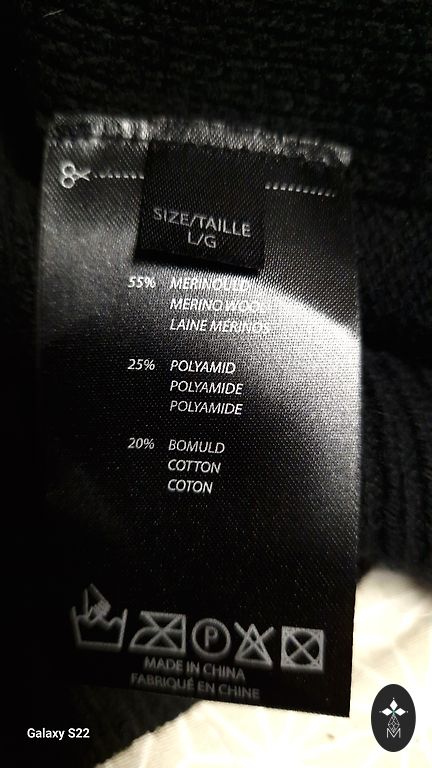 SIZE/TAILLE
L/G
55% MERINOULD
MERINO WOOL
LAINE MERINOS
25% POLYAMID
POLYAMIDE
POLYAMIDE
20% BOMULD
COTTON
COTON
P
MADE IN CHINA
FABRIQUÉ EN CHINE
Galaxy S22
M